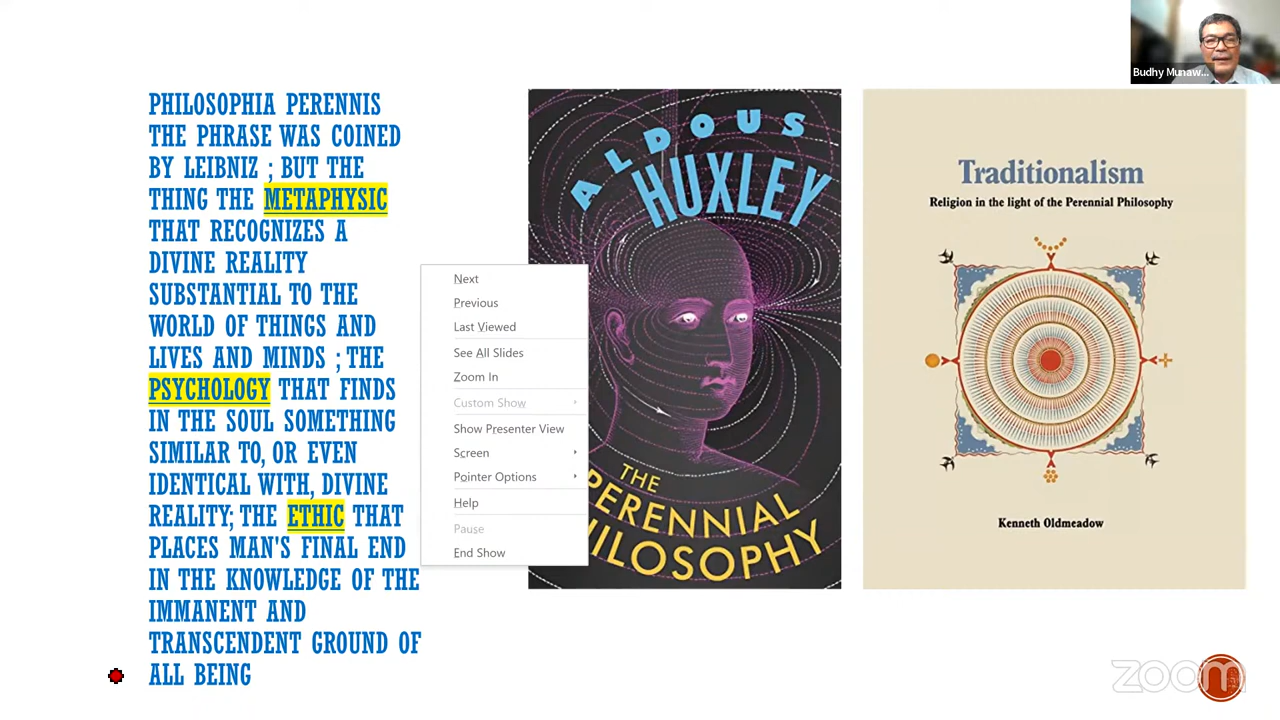 Budhy Munaw...
PHILOSOPHIA PERENNIS
THE PHRASE WAS COINED
BY LEIBNIZ ; BUT THE
THING THE METAPHYSIC
THAT RECOGNIZES A
DIVINE REALITY
SUBSTANTIAL TO THE
WORLD OF THINGS AND
LIVES AND MINDS ; THE
PSYCHOLOGY THAT FINDS
IN THE SOUL SOMETHING
SIMILAR TO, OR EVEN
IDENTICAL WITH, DIVINE
REALITY; THE ETHIC THAT
PLACES MAN'S FINAL END
IN THE KNOWLEDGE OF THE
IMMANENT AND
TRANSCENDENT GROUND OF
ALL BEING
Next
Previous
Last Viewed
See All Slides
Zoom In
Custom Show
Show Presenter View
Screen
Pointer Options
Help
Pause
End Show
ALDOUS
HUXLEY
THE
PERENNIAL
PHILOSOPHY
Traditionalism
Religion in the light of the Perennial Philosophy
Kenneth Oldmeadow
zoom